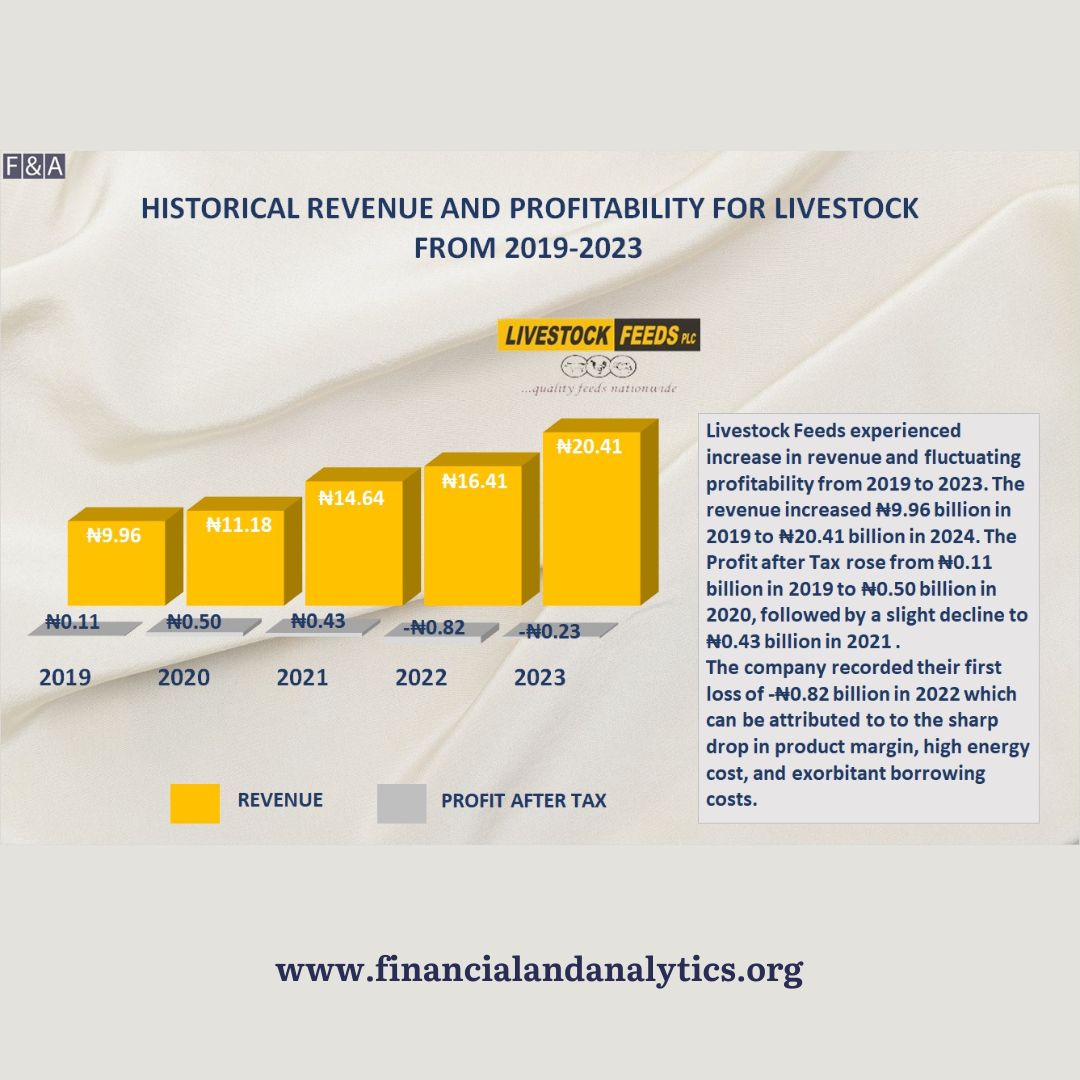 F&A
HISTORICAL REVENUE AND PROFITABILITY FOR LIVESTOCK
FROM 2019-2023
LIVESTOCK FEEDS PLC
...quality feeds nationwide
₦9.96
₦11.18
₦14.64
₦16.41
₦20.41
₦0.11
₦0.50
₦0.43
-₦0.82
-₦0.23
2019
2020
2021
2022
2023
REVENUE
PROFIT AFTER TAX
Livestock Feeds experienced
increase in revenue and fluctuating
profitability from 2019 to 2023. The
revenue increased ₦9.96 billion in
2019 to ₦20.41 billion in 2024. The
Profit after Tax rose from ₦0.11
billion in 2019 to ₦0.50 billion in
2020, followed by a slight decline to
₦0.43 billion in 2021 .
The company recorded their first
loss of -₦0.82 billion in 2022 which
can be attributed to to the sharp
drop in product margin, high energy
cost, and exorbitant borrowing
costs.
www.financialandanalytics.org